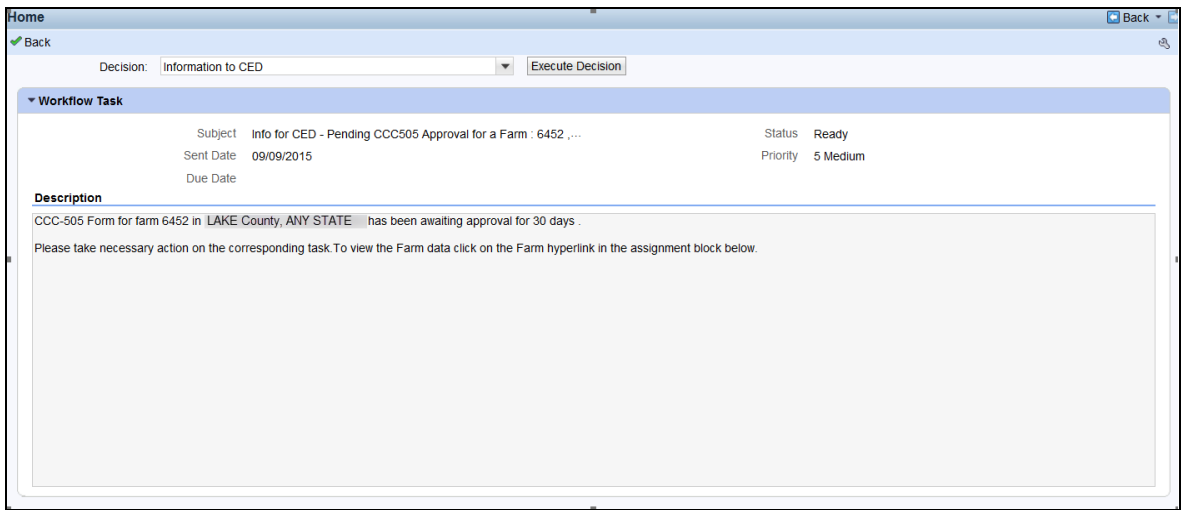 Home Back
Back
Decision: Information to CED Execute Decision
Workflow Task
Subject Info for CED - Pending CCC505 Approval for a Farm : 6452 ,... Status Ready
Sent Date 09/09/2015 Priority 5 Medium
Due Date
Description
CCC-505 Form for farm 6452 in LAKE County, ANY STATE has been awaiting approval for 30 days .
Please take necessary action on the corresponding task.To view the Farm data click on the Farm hyperlink in the assignment block below.